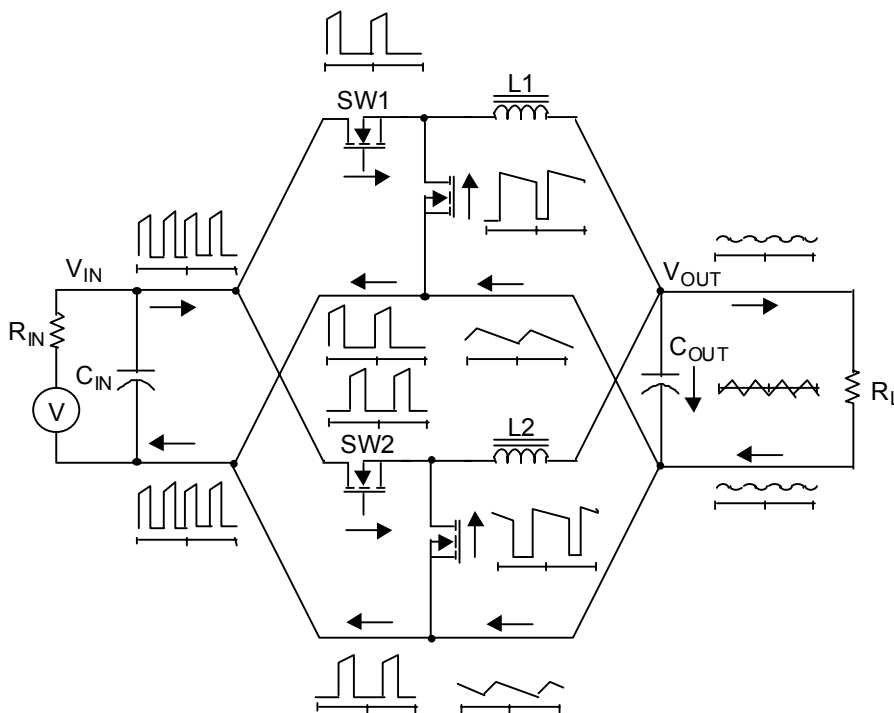 SW1
L1
V_IN
V_OUT
R_IN
C_IN
V
C_OUT
R_L
SW2
L2